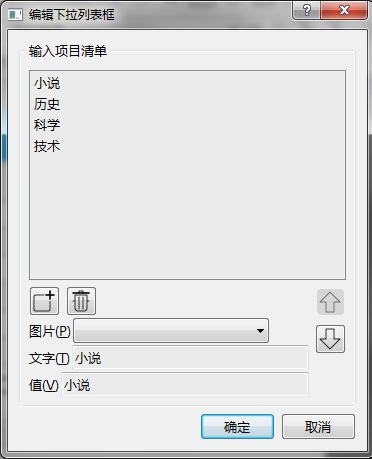 编辑下拉列表框
输入项目清单
小说
历史
科学
技术
图片(P)
文字(T) 小说
值(V) 小说
确定 取消